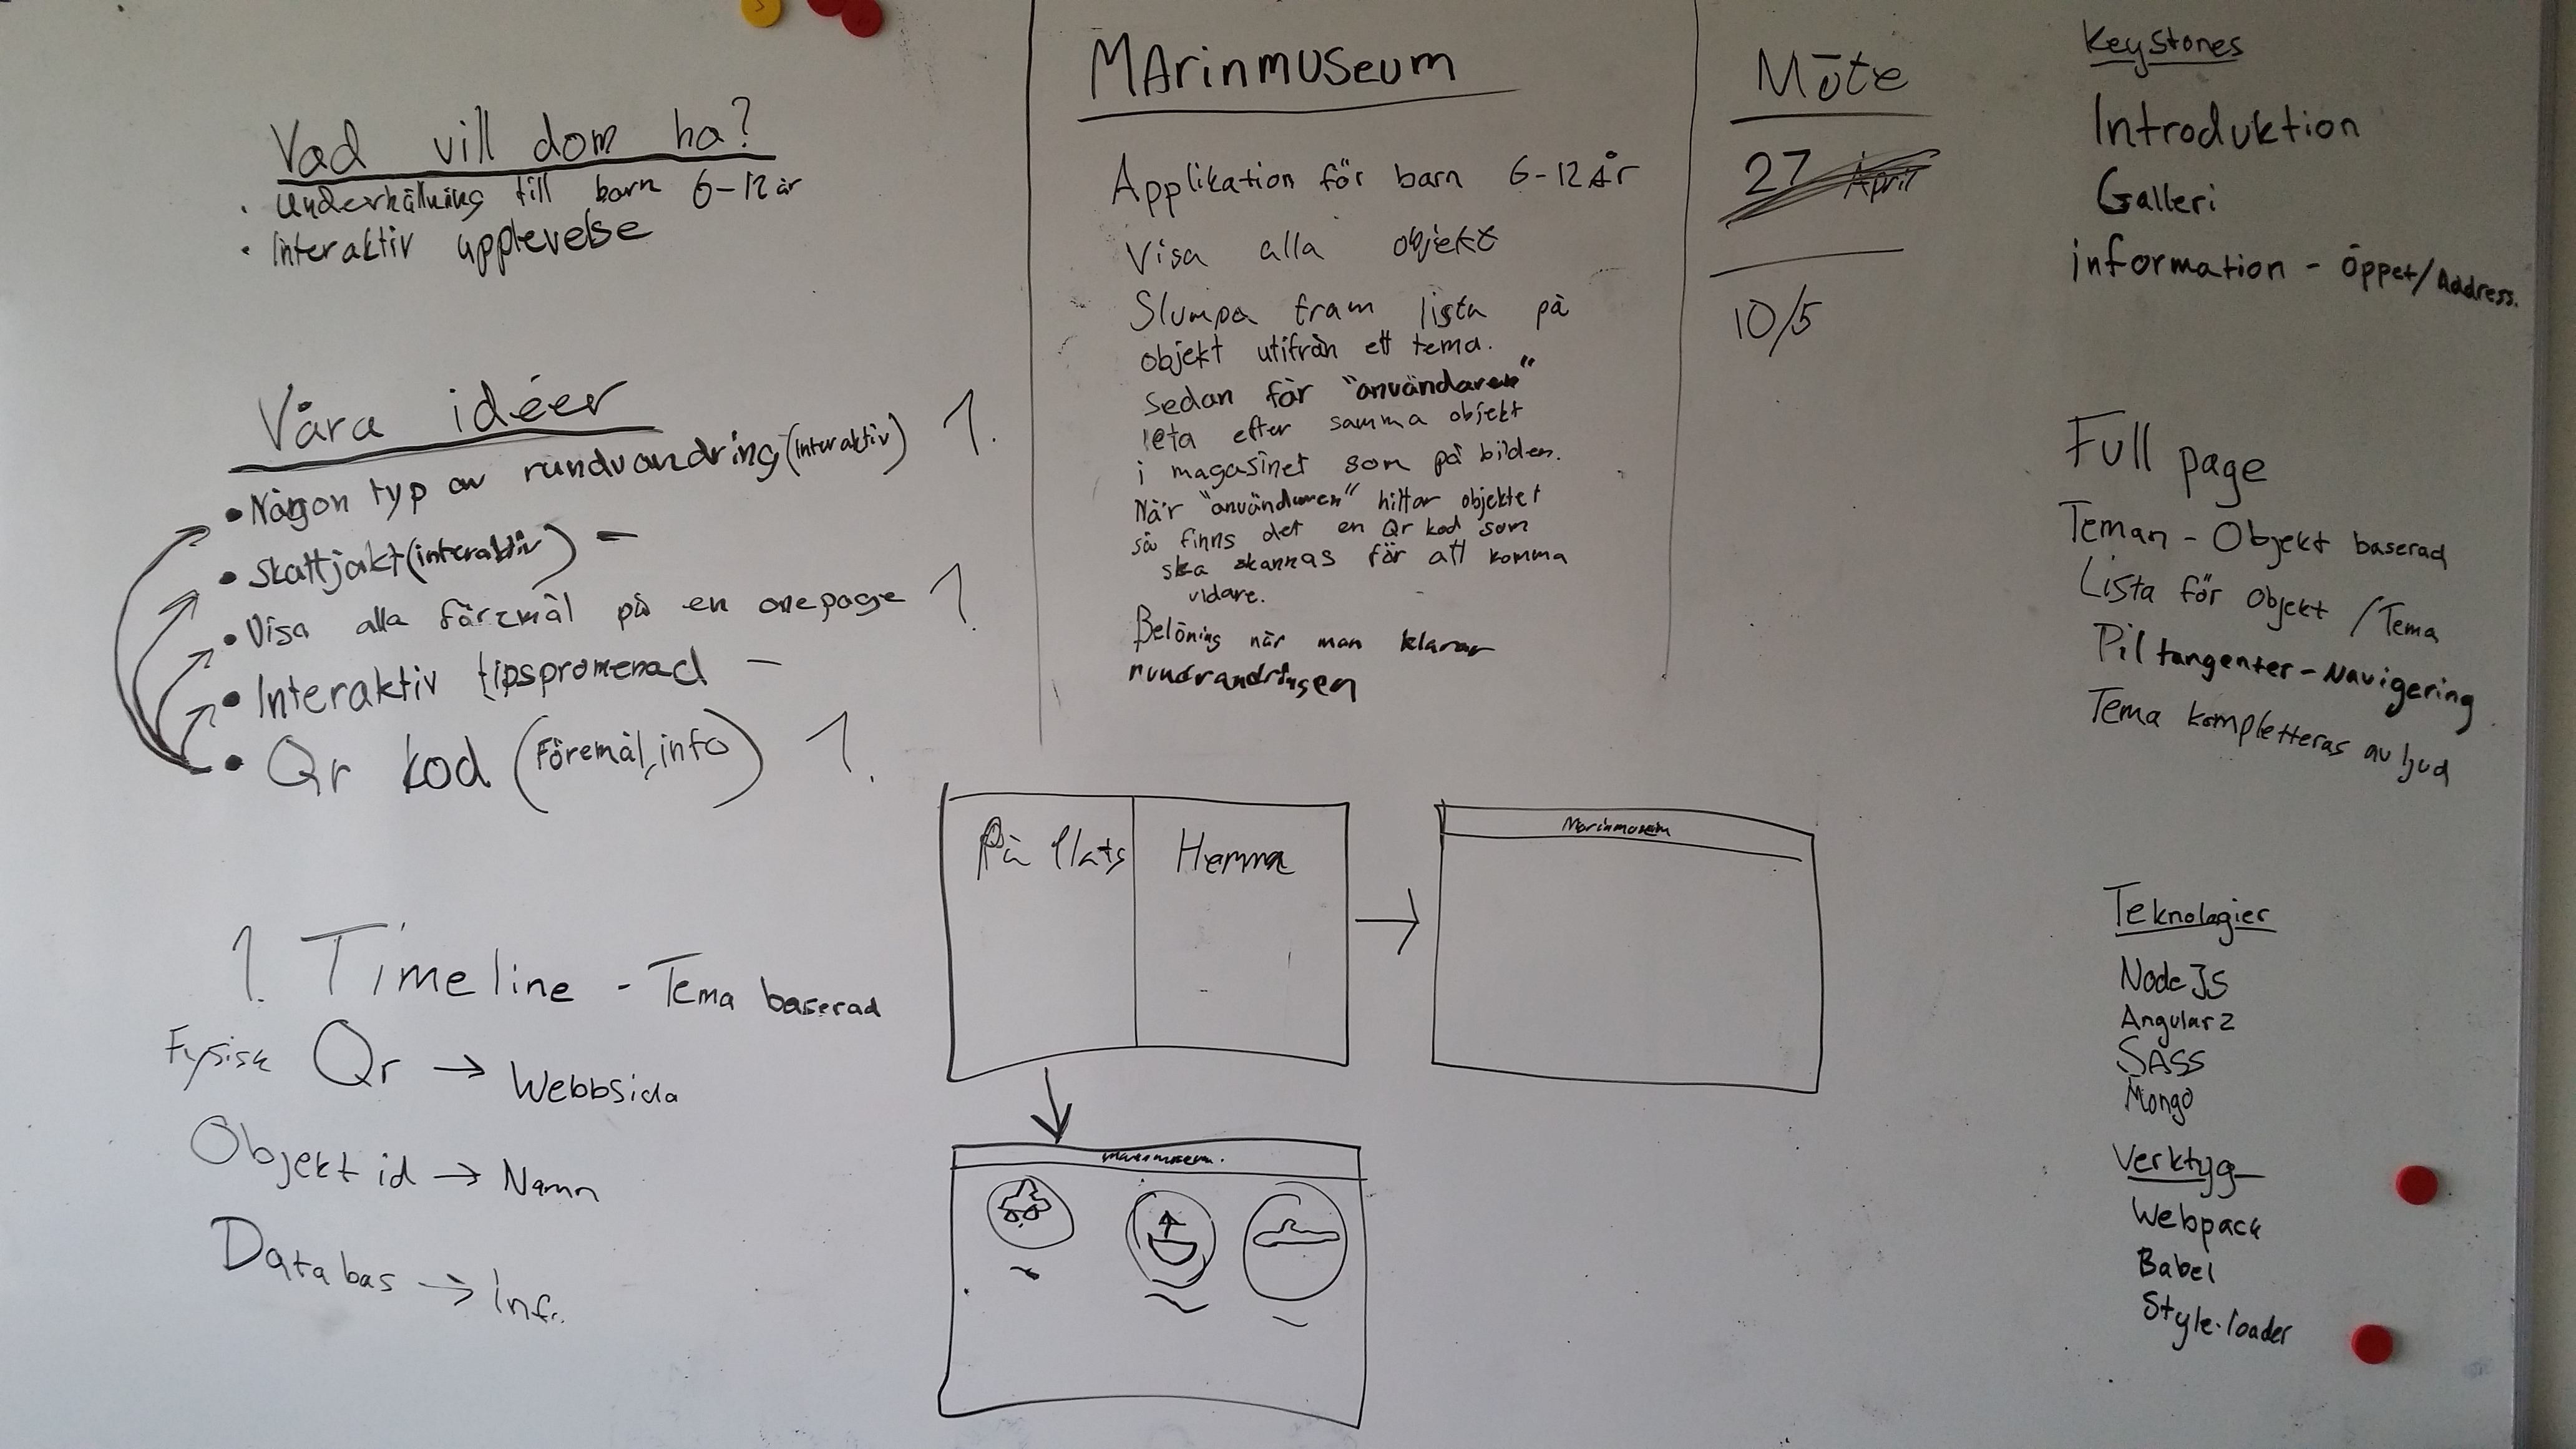 Vad vill dom ha?
· Underhållning till barn 6-12 år
· Interaktiv upplevelse
Våra idéer
• Någon typ av rundvandring (interaktiv) 1.
• Skattjakt (interaktiv) –
• Visa alla föremål på en onepage 1.
• Interaktiv tipspromenad –
• Qr kod (Föremål, info) 1.
1. Timeline - Tema baserad
Fysisk Qr → Webbsida
Objekt id → Namn
Databas → inf..
MArinmuseum
Applikation för barn 6-12 År
Visa alla objekt
Slumpa fram lista på
objekt utifrån ett tema.
Sedan får "användaren"
leta efter samma objekt
i magasinet som på bilden.
När "användaren" hittar objektet
så finns det en Qr kod som
ska skannas för att komma
vidare.
Belöning när man klarar
rundvandringen
På Plats
Hemma
Marinmuseum
marinmuseum.
Möte
27 April
10/5
Keystones
Introduktion
Galleri
information - öppet/Address.
Full page
Teman - Objekt baserad
Lista för objekt / Tema
Pil tangenter - Navigering
Tema kompletteras av ljud
Teknologier
Node JS
Angular 2
SASS
Mongo
Verktyg
Webpack
Babel
Style-loader